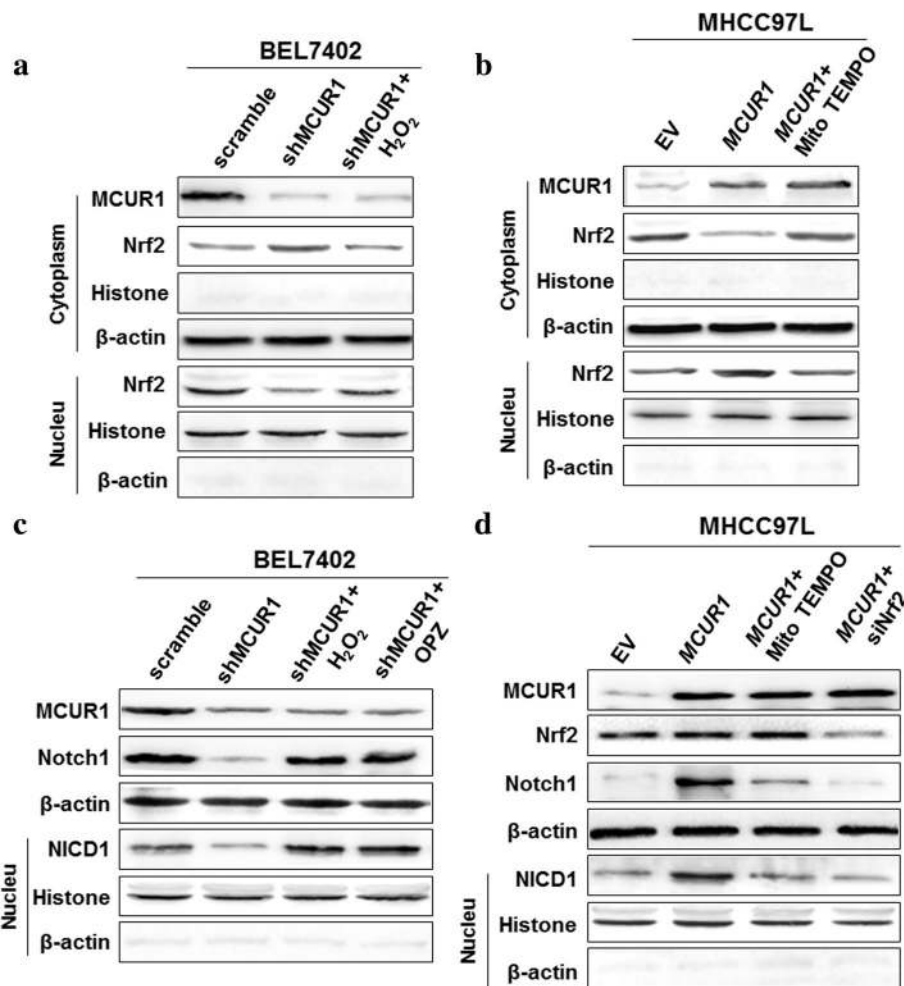 a
BEL7402
scramble
shMCUR1
shMCUR1+
H₂O₂
Cytoplasm
MCUR1
Nrf2
Histone
β-actin
Nucleu
Nrf2
Histone
β-actin
b
MHCC97L
EV
MCUR1
MCUR1+
Mito TEMPO
Cytoplasm
MCUR1
Nrf2
Histone
β-actin
Nucleu
Nrf2
Histone
β-actin
c
BEL7402
scramble
shMCUR1
shMCUR1+
H₂O₂
shMCUR1+
OPZ
MCUR1
Notch1
β-actin
Nucleu
NICD1
Histone
β-actin
d
MHCC97L
EV
MCUR1
MCUR1+
Mito TEMPO
MCUR1+
siNrf2
MCUR1
Nrf2
Notch1
β-actin
Nucleu
NICD1
Histone
β-actin